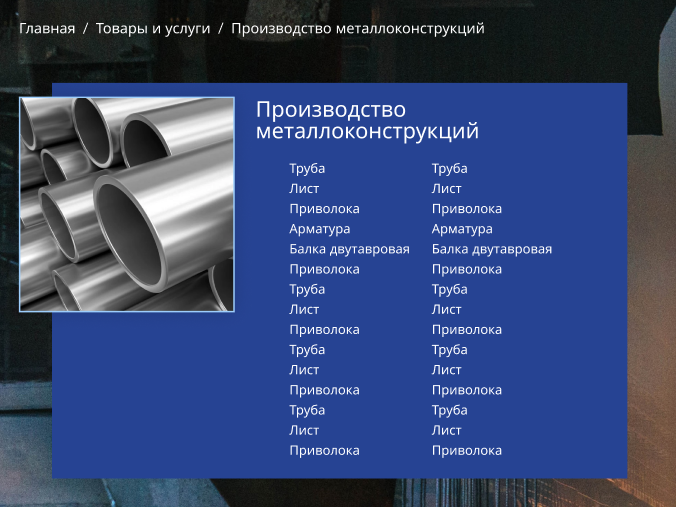 Главная / Товары и услуги / Производство металлоконструкций
Производство
металлоконструкций
Труба Труба
Лист Лист
Приволока Приволока
Арматура Арматура
Балка двутавровая Балка двутавровая
Приволока Приволока
Труба Труба
Лист Лист
Приволока Приволока
Труба Труба
Лист Лист
Приволока Приволока
Труба Труба
Лист Лист
Приволока Приволока